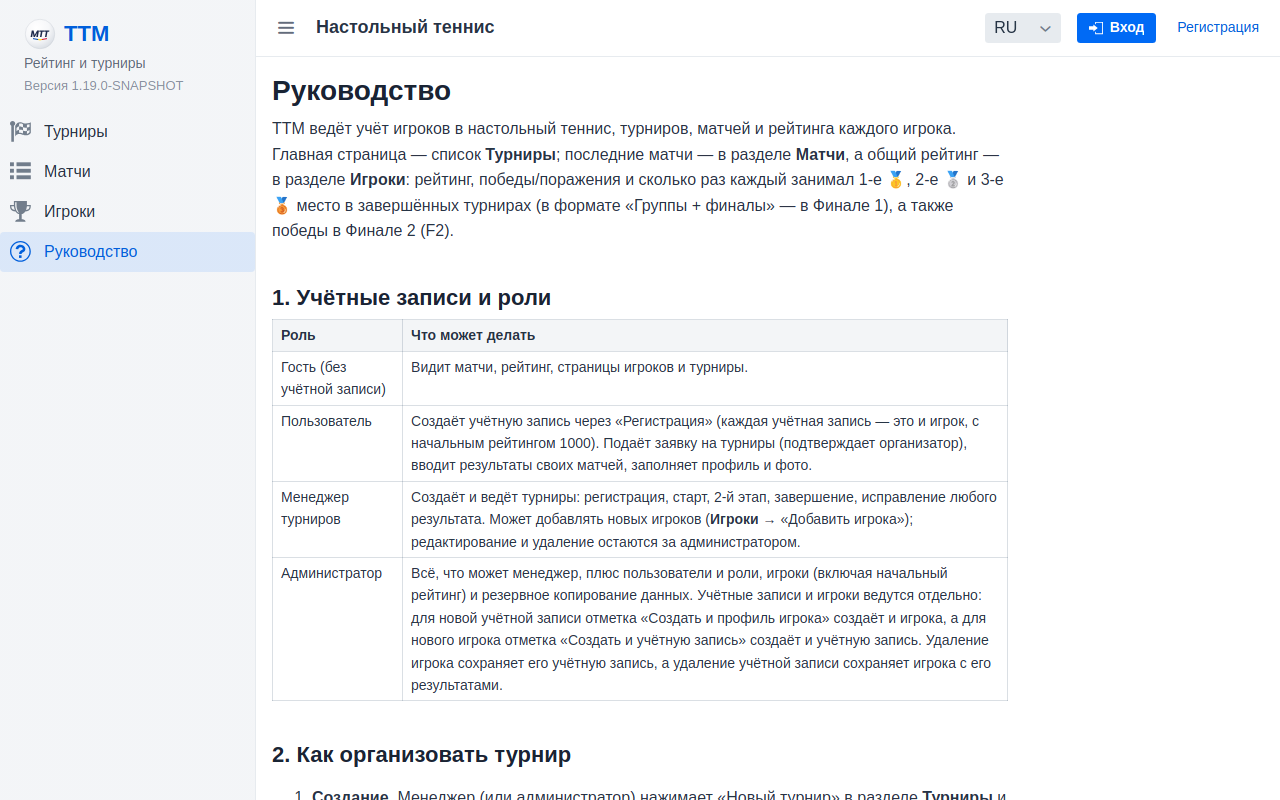 MTT TTM
Рейтинг и турниры
Версия 1.19.0-SNAPSHOT
Турниры
Матчи
Игроки
Руководство
Настольный теннис
RU
Вход
Регистрация
Руководство
TTM ведёт учёт игроков в настольный теннис, турниров, матчей и рейтинга каждого игрока.
Главная страница — список Турниры; последние матчи — в разделе Матчи, а общий рейтинг —
в разделе Игроки: рейтинг, победы/поражения и сколько раз каждый занимал 1-е 🥇, 2-е 🥈 и 3-е
🥉 место в завершённых турнирах (в формате «Группы + финалы» — в Финале 1), а также
победы в Финале 2 (F2).
1. Учётные записи и роли
Роль
Что может делать
Гость (без
учётной записи)
Видит матчи, рейтинг, страницы игроков и турниры.
Пользователь
Создаёт учётную запись через «Регистрация» (каждая учётная запись — это и игрок, с
начальным рейтингом 1000). Подаёт заявку на турниры (подтверждает организатор),
вводит результаты своих матчей, заполняет профиль и фото.
Менеджер
турниров
Создаёт и ведёт турниры: регистрация, старт, 2-й этап, завершение, исправление любого
результата. Может добавлять новых игроков (Игроки → «Добавить игрока»);
редактирование и удаление остаются за администратором.
Администратор
Всё, что может менеджер, плюс пользователи и роли, игроки (включая начальный
рейтинг) и резервное копирование данных. Учётные записи и игроки ведутся отдельно:
для новой учётной записи отметка «Создать и профиль игрока» создаёт и игрока, а для
нового игрока отметка «Создать и учётную запись» создаёт и учётную запись. Удаление
игрока сохраняет его учётную запись, а удаление учётной записи сохраняет игрока с его
результатами.
2. Как организовать турнир
1. Создание. Менеджер (или администратор) нажимает «Новый турнир» в разделе Турниры и